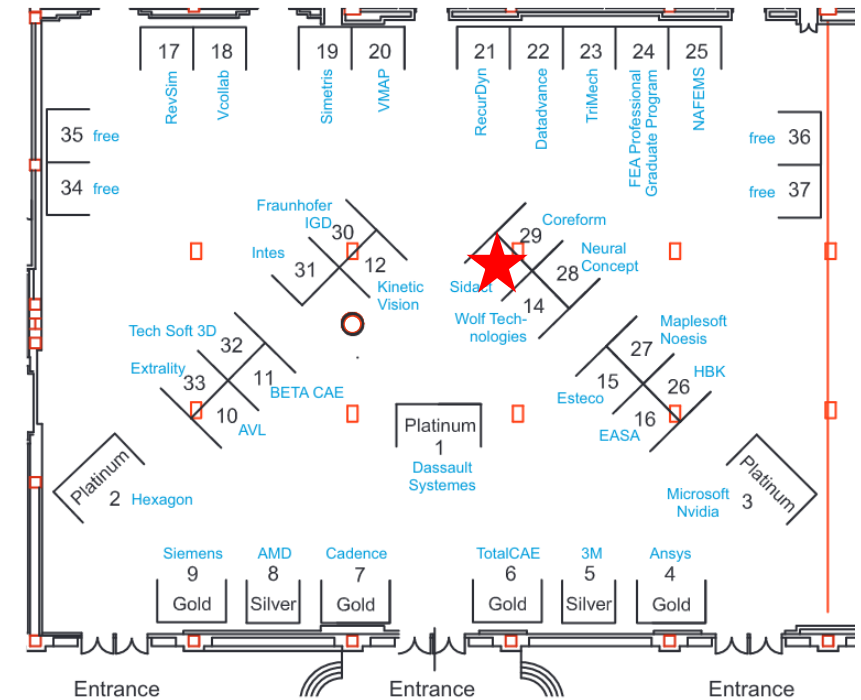 17
18
19
20
21
22
23
24
25
RevSim
Vcollab
Simetris
VMAP
RecurDyn
Datadvance
TriMech
FEA Professional
Graduate Program
NAFEMS
35 free
34 free
free 36
free 37
Fraunhofer
IGD
30
Intes
31
12
Kinetic
Vision
Coreform
29
Neural
Concept
28
Sidact
14
Wolf Tech-
nologies
Tech Soft 3D
32
Extrality
33
11
BETA CAE
10
AVL
Maplesoft
Noesis
27
HBK
15
26
Esteco
16
EASA
Platinum
1
Dassault
Systemes
Platinum
2 Hexagon
Platinum
Microsoft
Nvidia
3
Siemens
9
Gold
AMD
8
Silver
Cadence
7
Gold
TotalCAE
6
Gold
3M
5
Silver
Ansys
4
Gold
Entrance
Entrance
Entrance